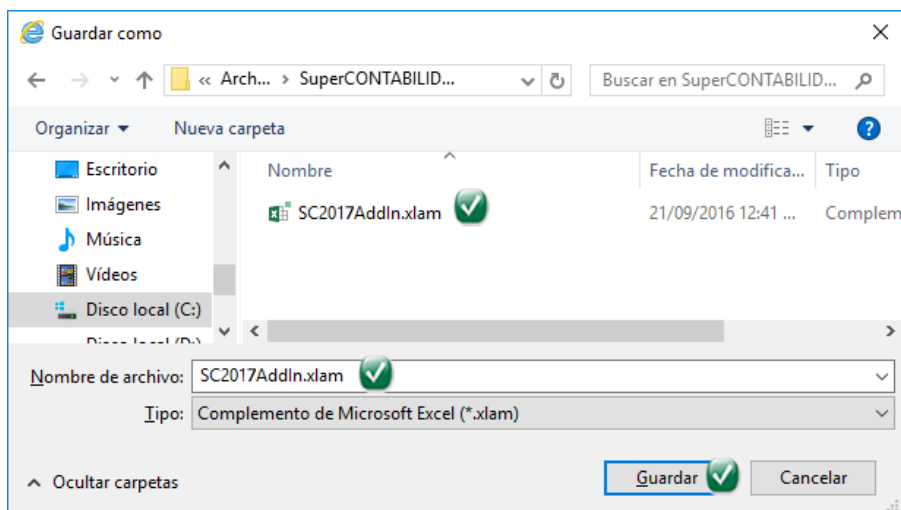 Guardar como
« Arch... › SuperCONTABILID...
Buscar en SuperCONTABILID...
Organizar
Nueva carpeta
Escritorio
Imágenes
Música
Vídeos
Disco local (C:)
Disco local (D:)
Nombre
Fecha de modifica...
Tipo
SC2017AddIn.xlam
21/09/2016 12:41 ...
Complem
Nombre de archivo: SC2017AddIn.xlam
Tipo: Complemento de Microsoft Excel (*.xlam)
Ocultar carpetas
Guardar
Cancelar